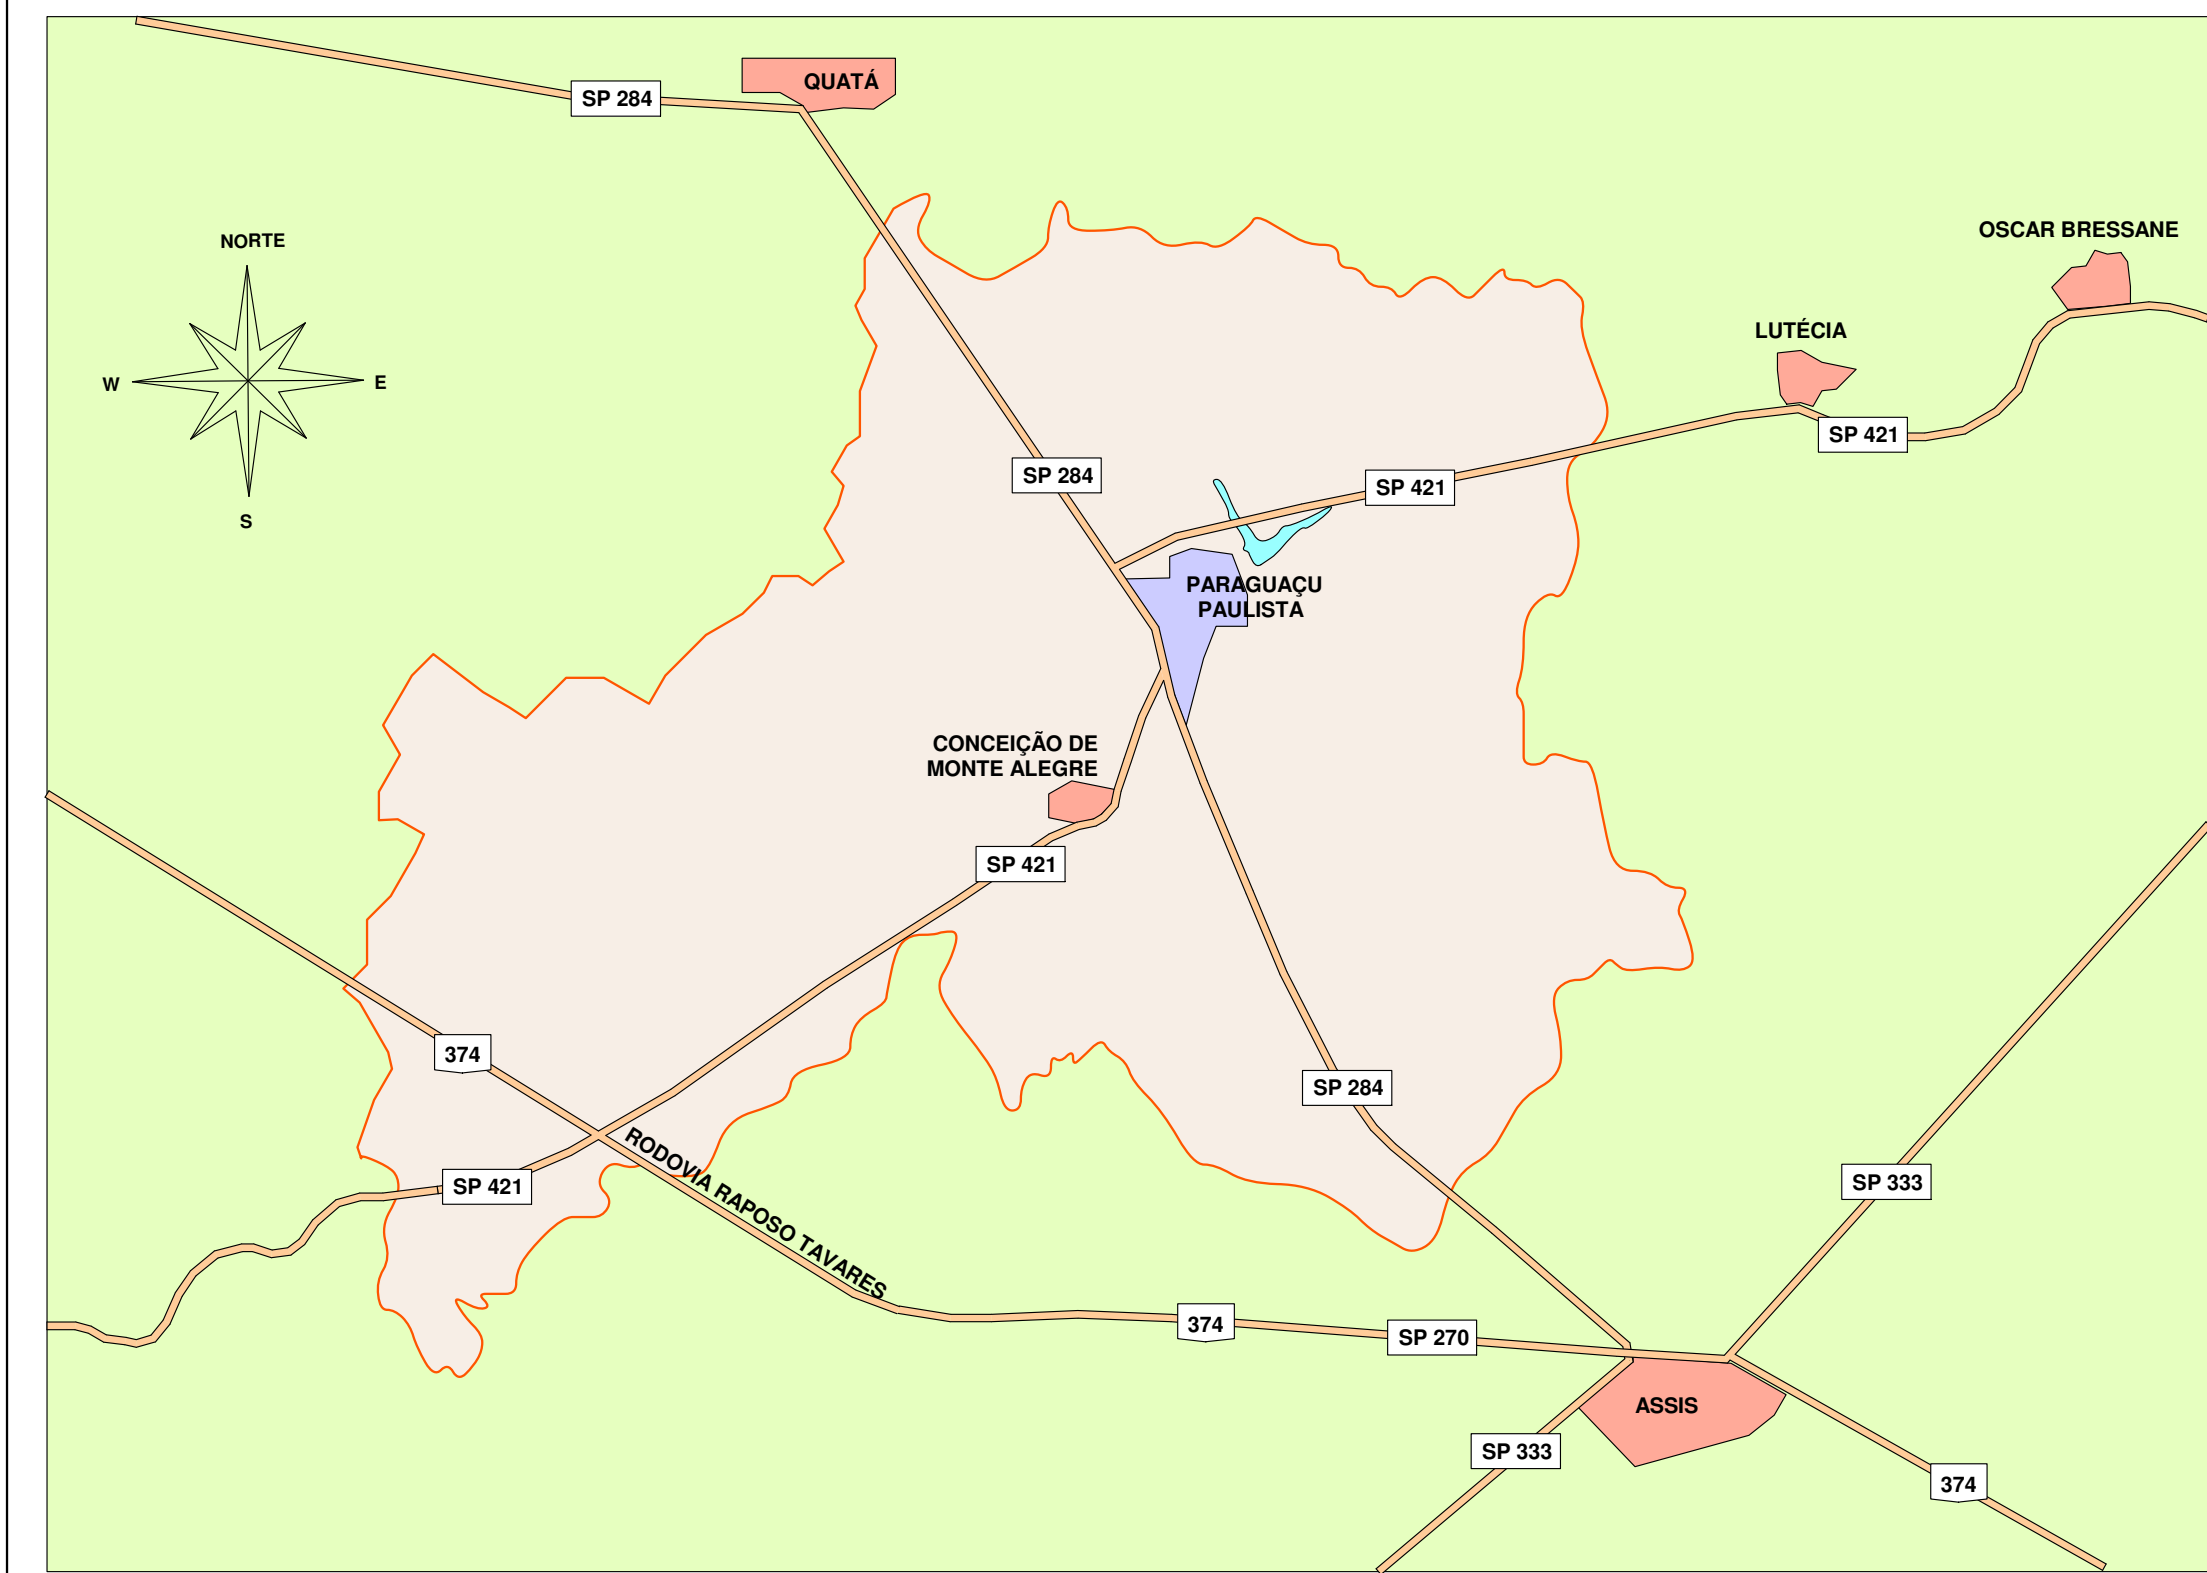 QUATÁ
SP 284
OSCAR BRESSANE
NORTE
LUTÉCIA
W
E
SP 421
SP 284
SP 421
S
PARAGUAÇU
PAULISTA
CONCEIÇÃO DE
MONTE ALEGRE
SP 421
374
SP 284
RODOVIA RAPOSO TAVARES
SP 333
SP 421
374
SP 270
ASSIS
SP 333
374